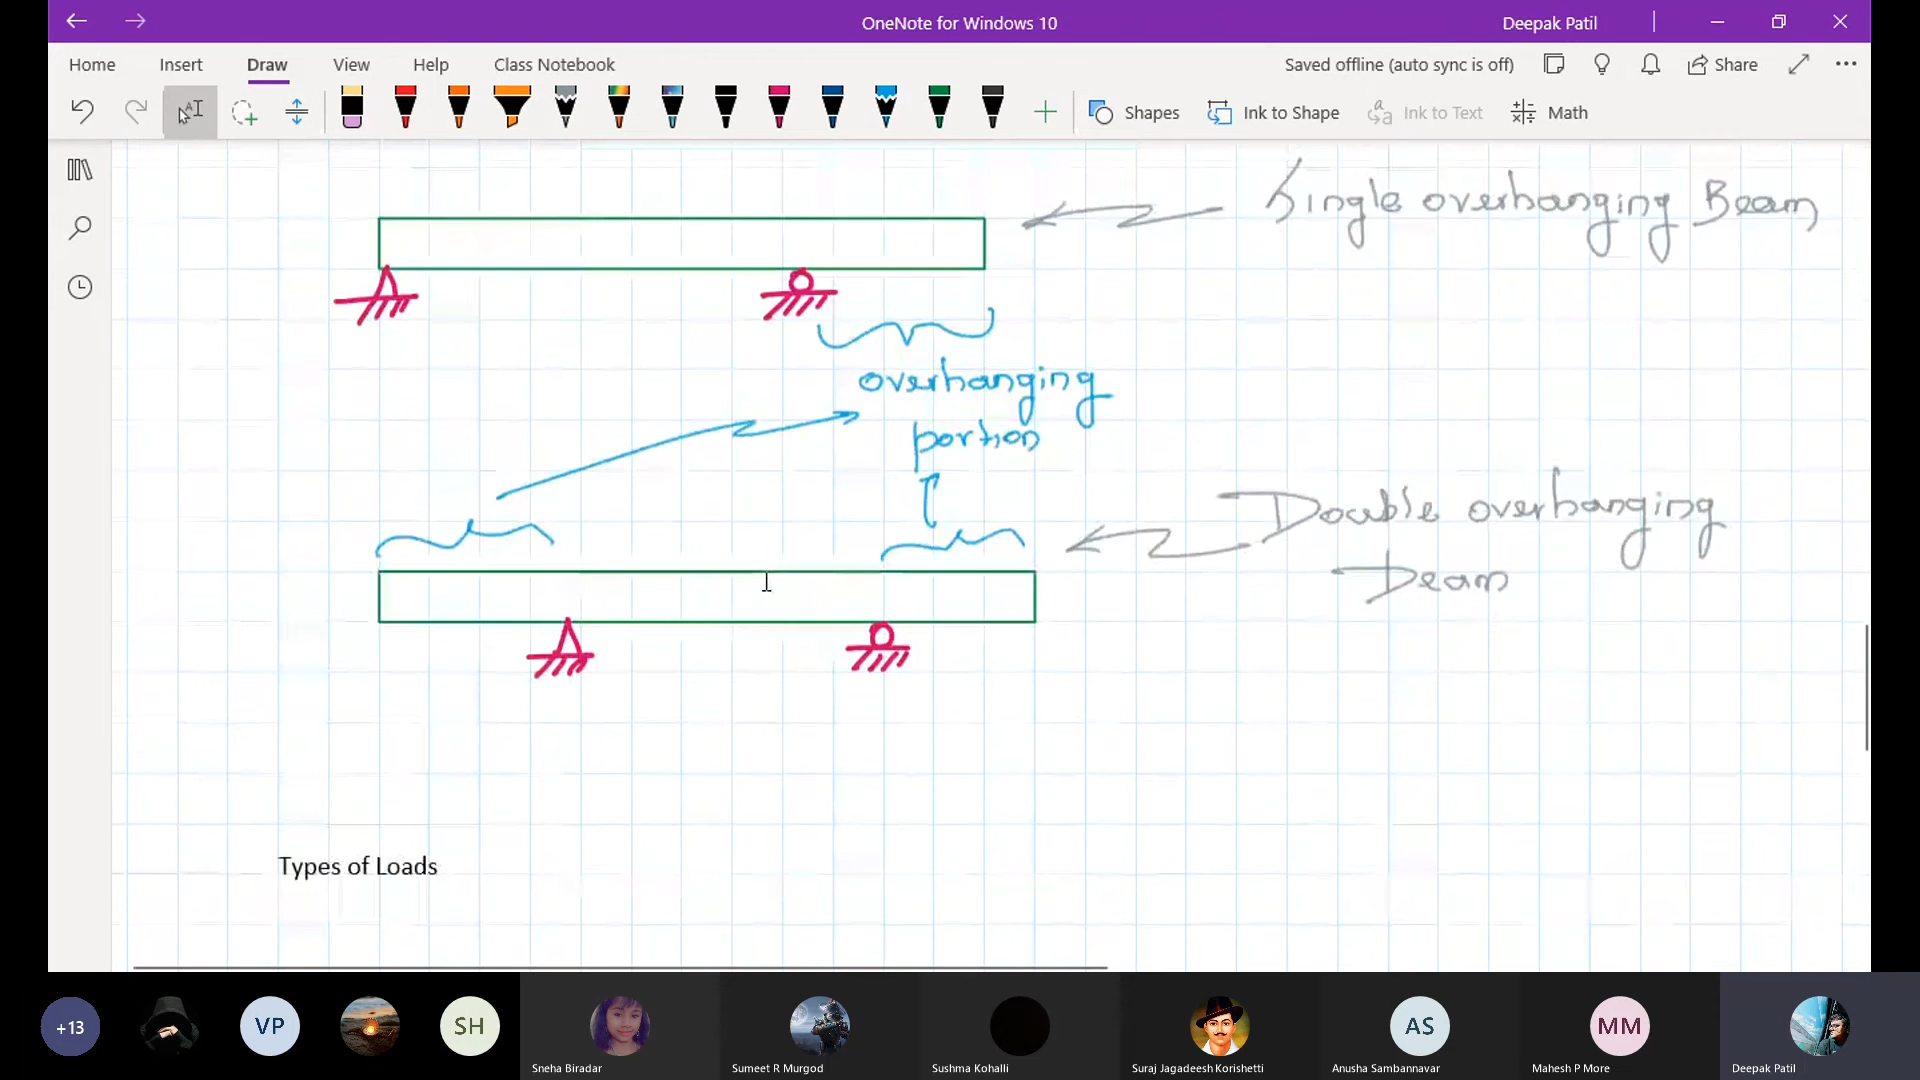 OneNote for Windows 10
Deepak Patil
Home Insert Draw View Help Class Notebook
Saved offline (auto sync is off) Share
Shapes Ink to Shape Ink to Text Math
Single overhanging Beam
overhanging
portion
Double overhanging
Beam
Types of Loads
+13 VP SH AS MM
Sneha Biradar Sumeet R Murgod Sushma Kohalli Suraj Jagadeesh Korishetti Anusha Sambannavar Mahesh P More Deepak Patil